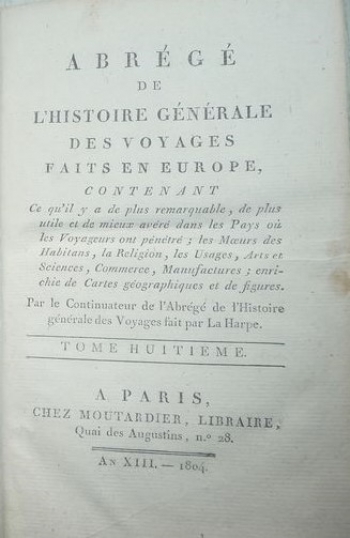 ABRÉGÉ
DE
L'HISTOIRE GÉNÉRALE
DES VOYAGES
FAITS EN EUROPE,
CONTENANT
Ce qu'il y a de plus remarquable, de plus
utile et de mieux avéré dans les Pays où
les Voyageurs ont pénétré ; les Mœurs des
Habitans, la Religion, les Usages, Arts et
Sciences, Commerce, Manufactures ; enri-
chie de Cartes géographiques et de figures.
Par le Continuateur de l'Abrégé de l'Histoire
générale des Voyages fait par La Harpe.
TOME HUITIEME.
A PARIS,
CHEZ MOUTARDIER, LIBRAIRE,
Quai des Augustins, n.o 28.
AN XIII. — 1804.